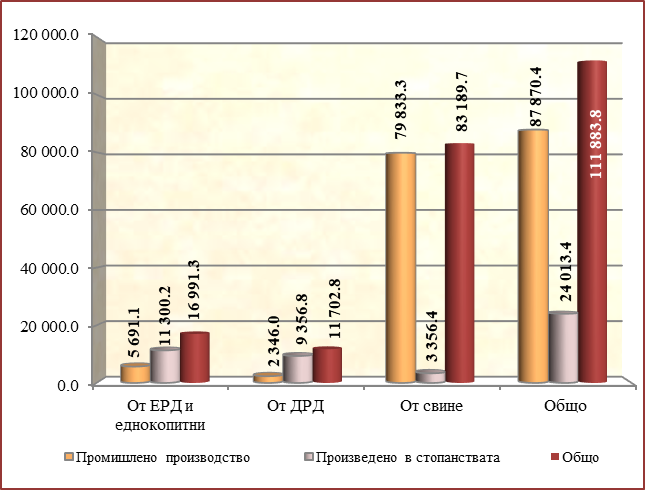 120 000.0
100 000.0
80 000.0
60 000.0
40 000.0
20 000.0
0.0
5 691.1
11 300.2
16 991.3
2 346.0
9 356.8
11 702.8
79 833.3
3 356.4
83 189.7
87 870.4
24 013.4
111 883.8
От ЕРД и
еднокопитни
От ДРД
От свине
Общо
Промишлено производство
Произведено в стопанствата
Общо